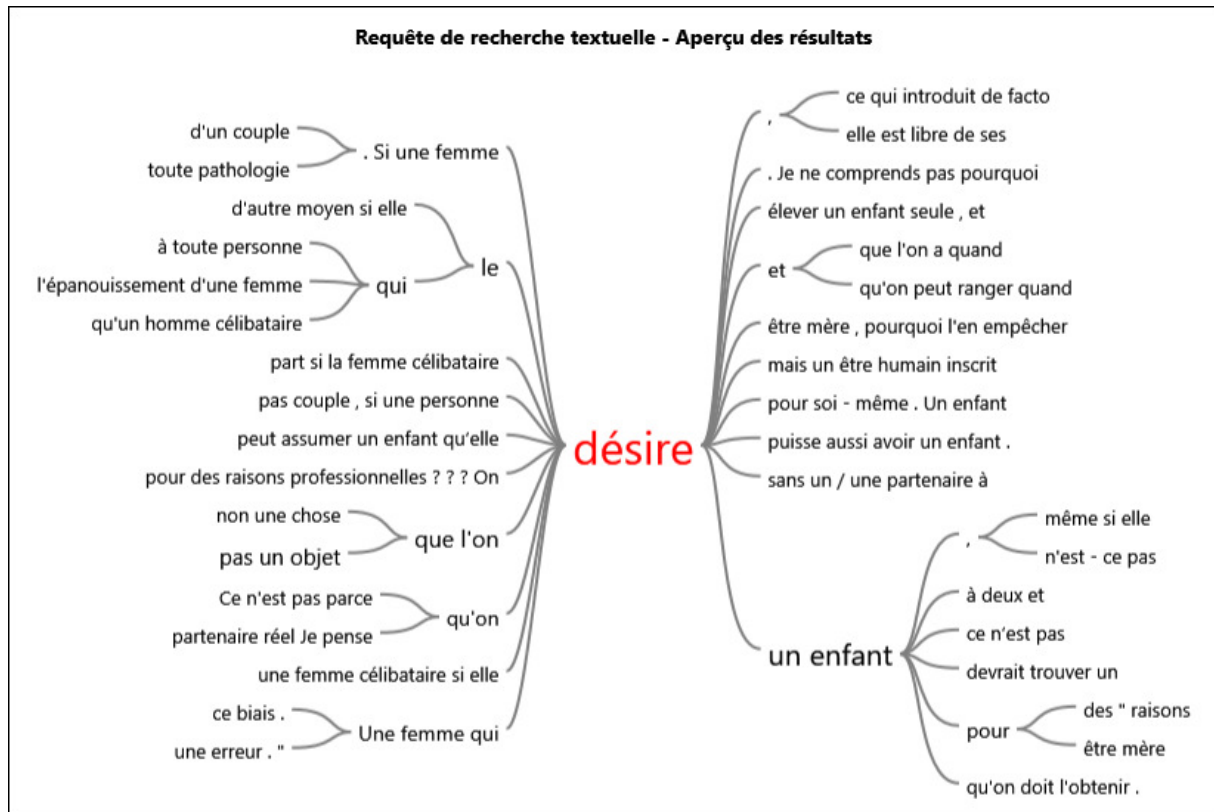 Requête de recherche textuelle - Aperçu des résultats
d'un couple
toute pathologie
. Si une femme
d'autre moyen si elle
à toute personne
l'épanouissement d'une femme
qu'un homme célibataire
qui
le
part si la femme célibataire
pas couple , si une personne
peut assumer un enfant qu’elle
pour des raisons professionnelles ? ? ? On
non une chose
pas un objet
que l'on
Ce n'est pas parce
partenaire réel Je pense
qu'on
une femme célibataire si elle
ce biais .
une erreur . "
Une femme qui
désire
,
ce qui introduit de facto
elle est libre de ses
. Je ne comprends pas pourquoi
élever un enfant seule , et
et
que l'on a quand
qu'on peut ranger quand
être mère , pourquoi l'en empêcher
mais un être humain inscrit
pour soi - même . Un enfant
puisse aussi avoir un enfant .
sans un / une partenaire à
un enfant
,
même si elle
n'est - ce pas
à deux et
ce n’est pas
devrait trouver un
pour
des " raisons
être mère
qu'on doit l'obtenir .